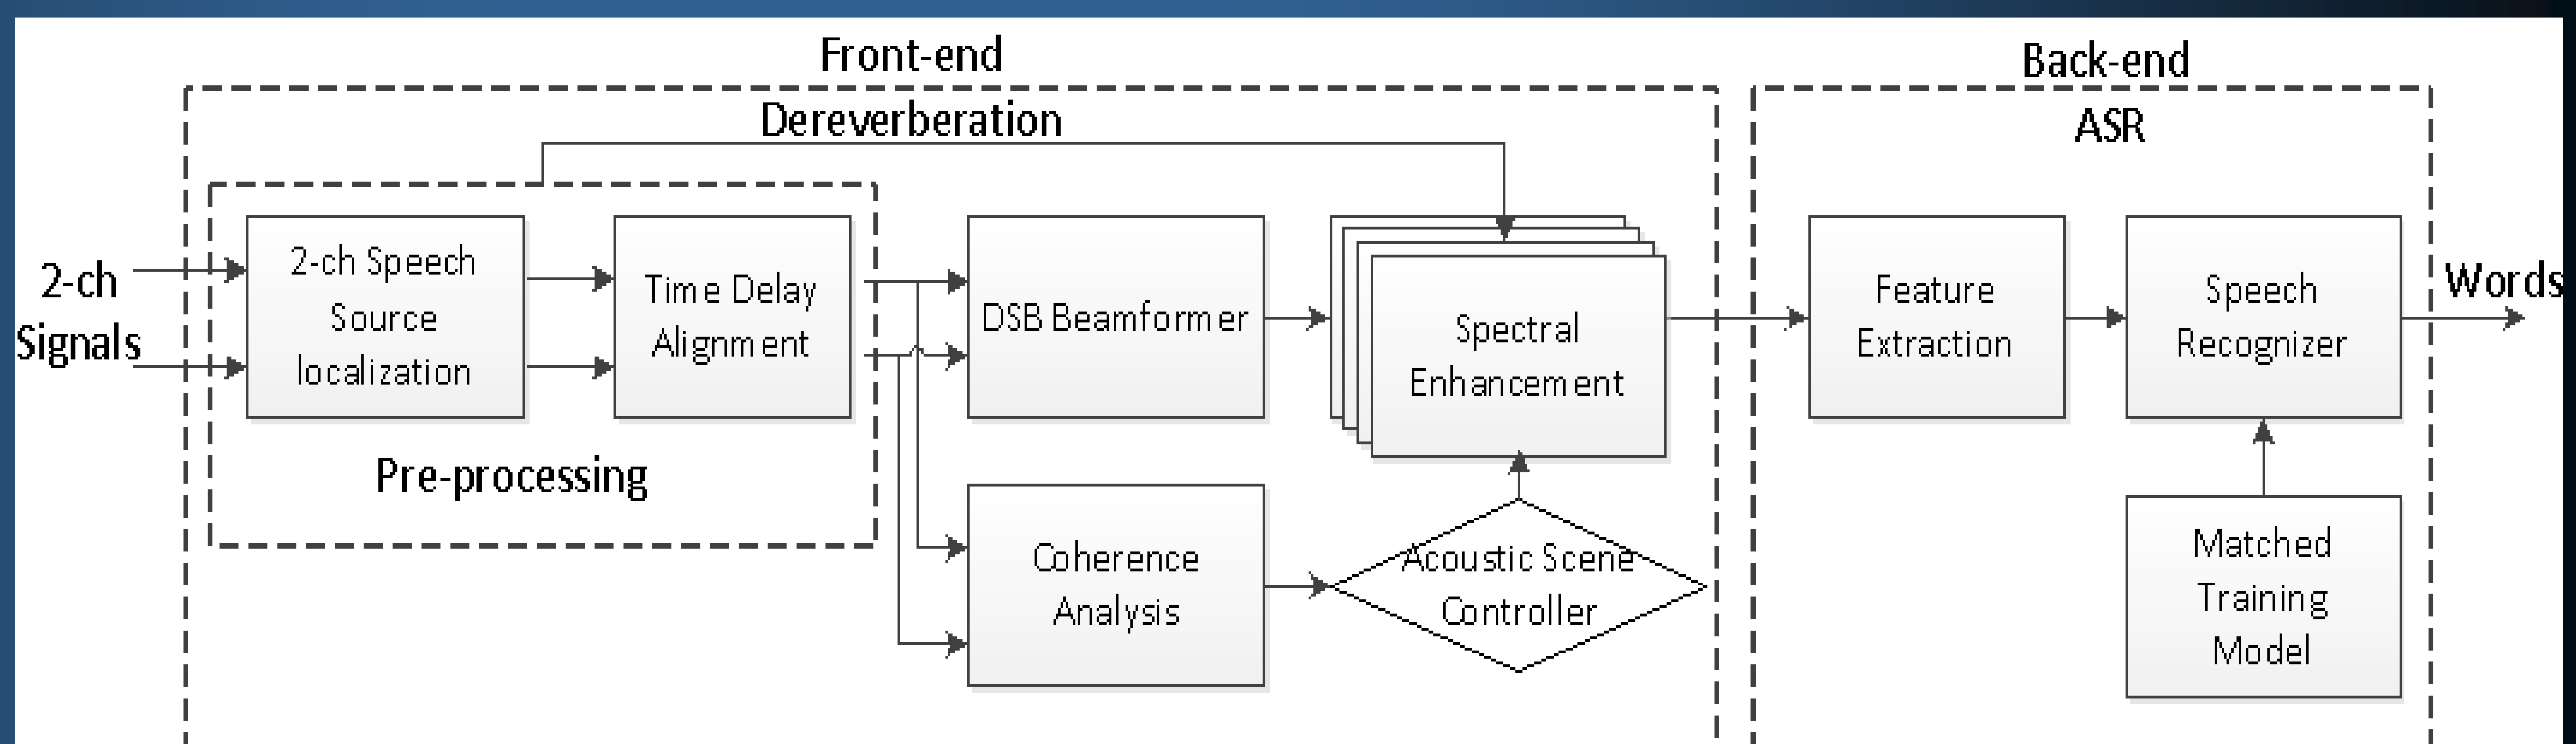 Front-end
Back-end
Dereverberation
ASR
2-ch
Signals
2-ch Speech
Source
localization
Time Delay
Alignment
Pre-processing
DSB Beamformer
Spectral
Enhancement
Coherence
Analysis
Acoustic Scene
Controller
Feature
Extraction
Speech
Recognizer
Words
Matched
Training
Model